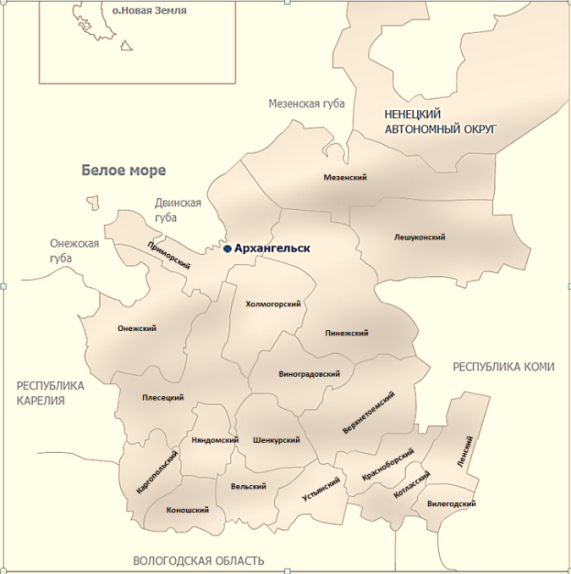 о.Новая Земля
Мезенская губа
НЕНЕЦКИЙ
АВТОНОМНЫЙ ОКРУГ
Белое море
Мезенский
Двинская
губа
Онежская
губа
Приморский
Архангельск
Лешуконский
Холмогорский
Онежский
Пинежский
РЕСПУБЛИКА КОМИ
Виноградовский
РЕСПУБЛИКА
КАРЕЛИЯ
Плесецкий
Верхнетоемский
Няндомский
Шенкурский
Ленский
Каргопольский
Красноборский
Вельский
Устьянский
Котласский
Коношский
Вилегодский
ВОЛОГОДСКАЯ ОБЛАСТЬ